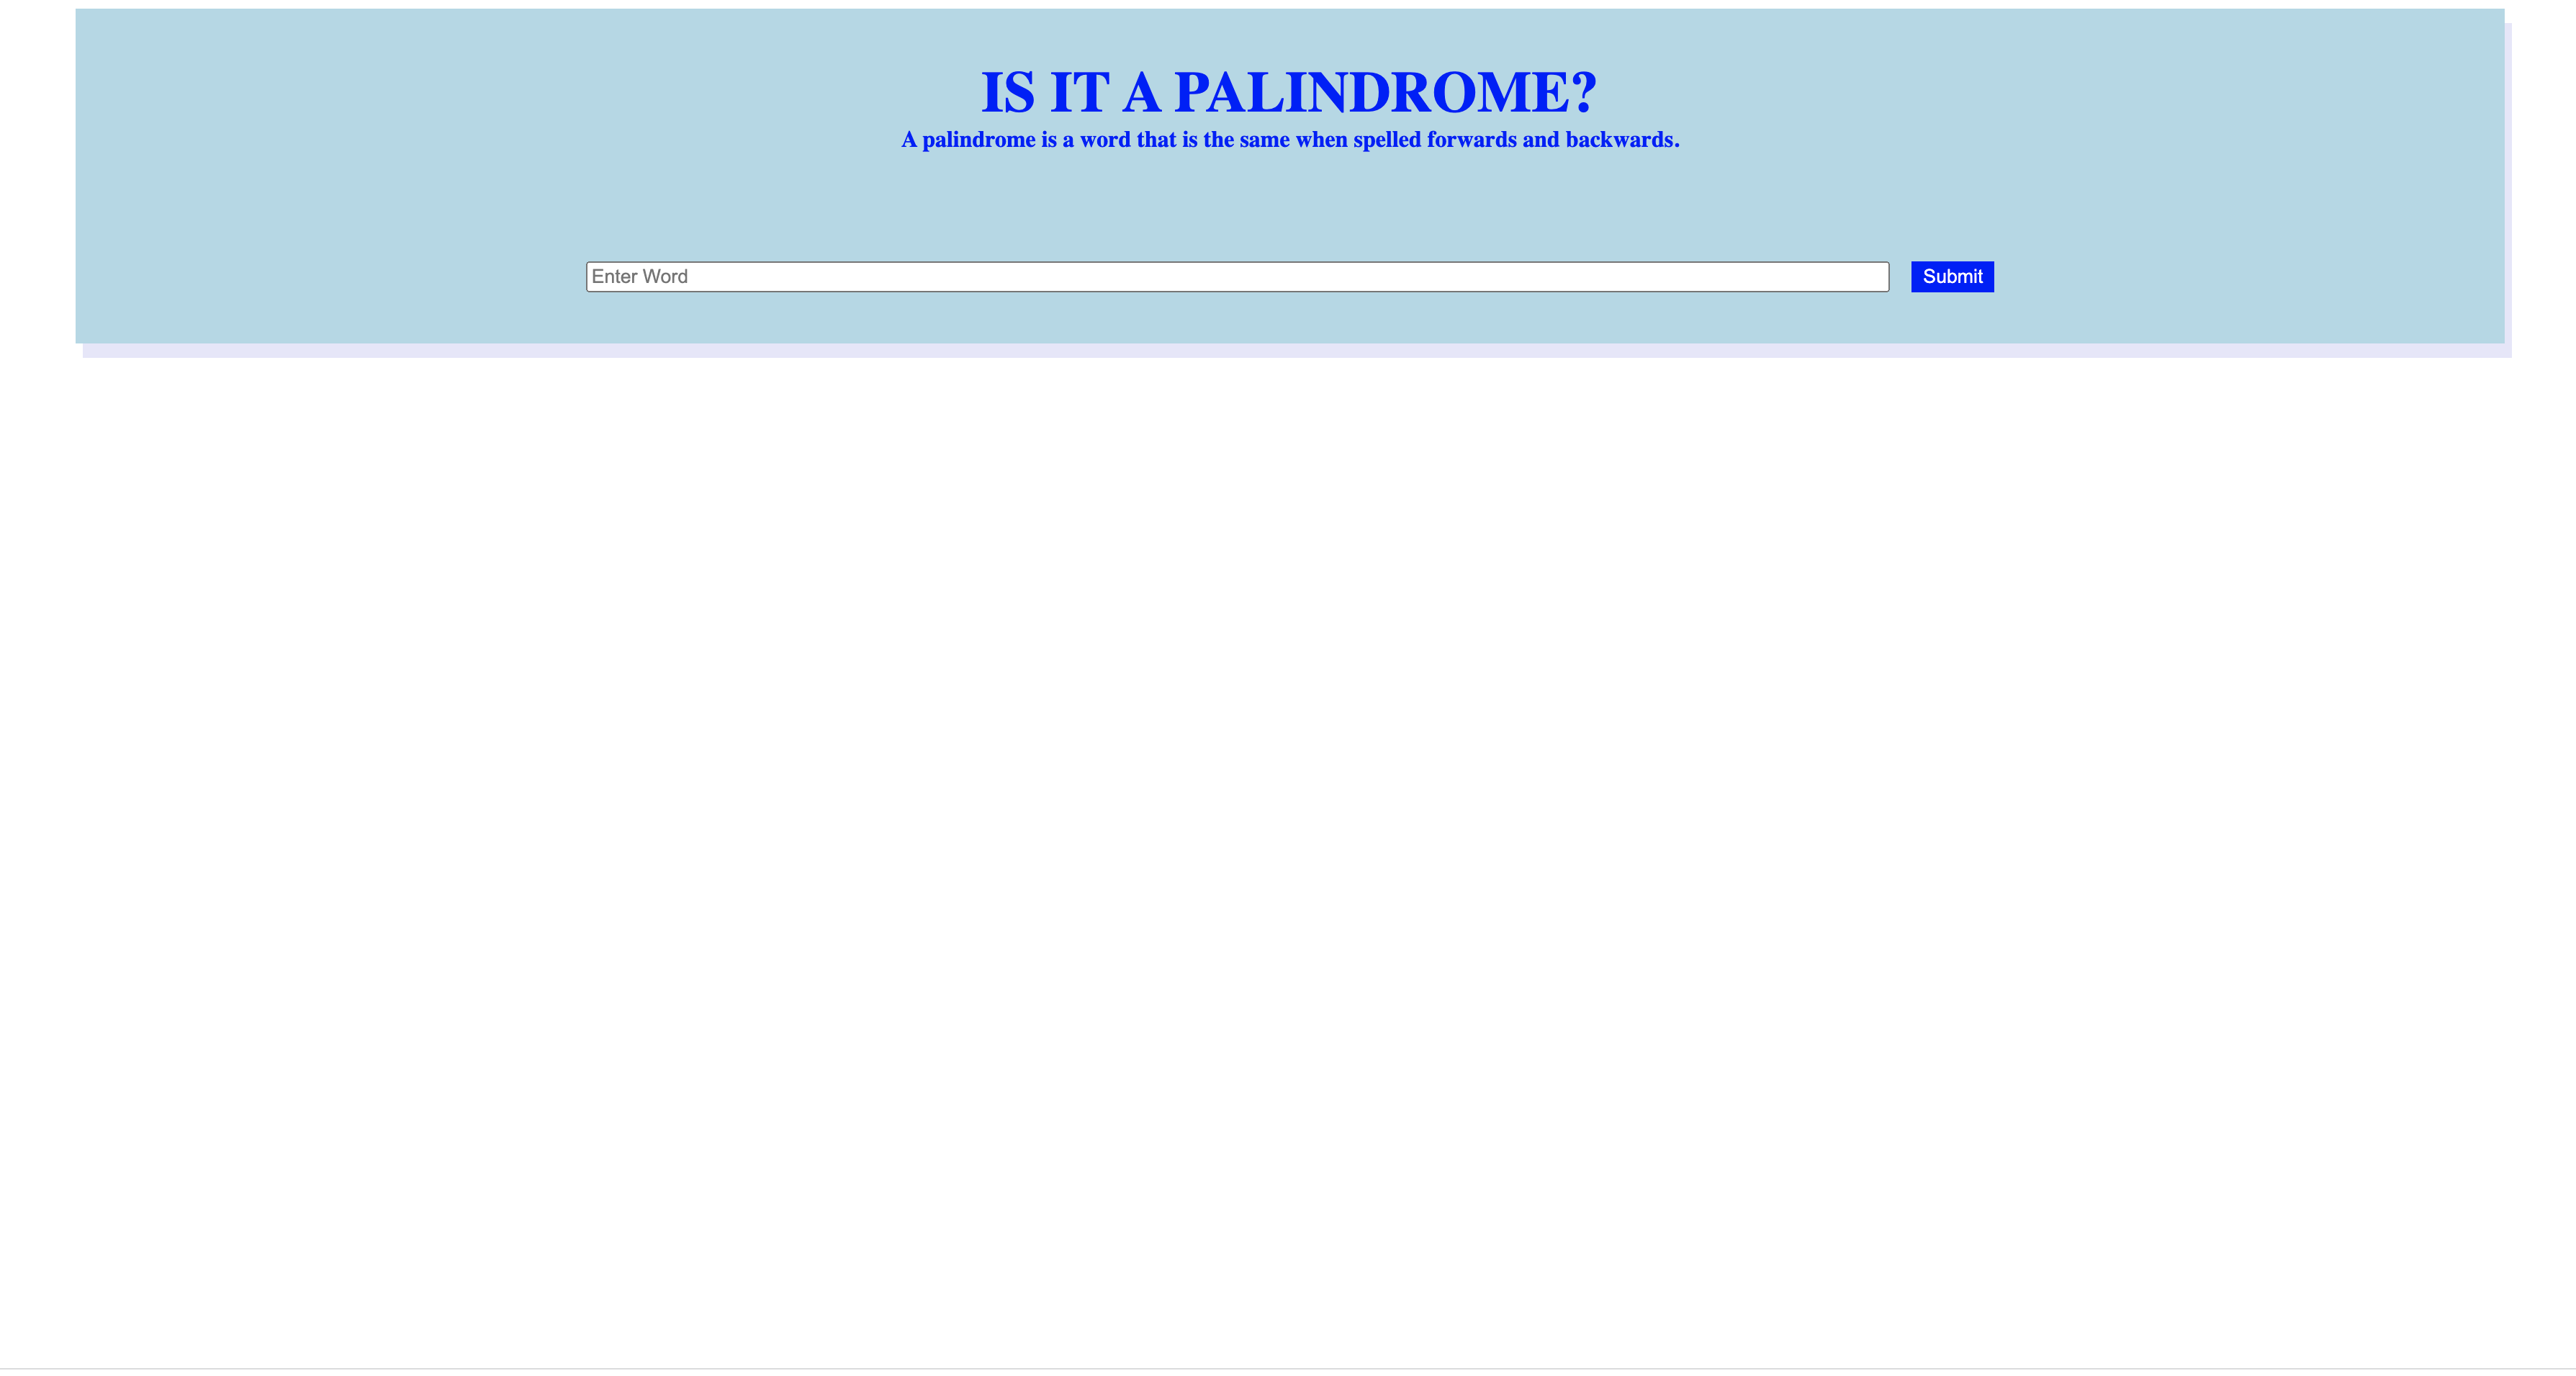 IS IT A PALINDROME?
A palindrome is a word that is the same when spelled forwards and backwards.
Enter Word
Submit